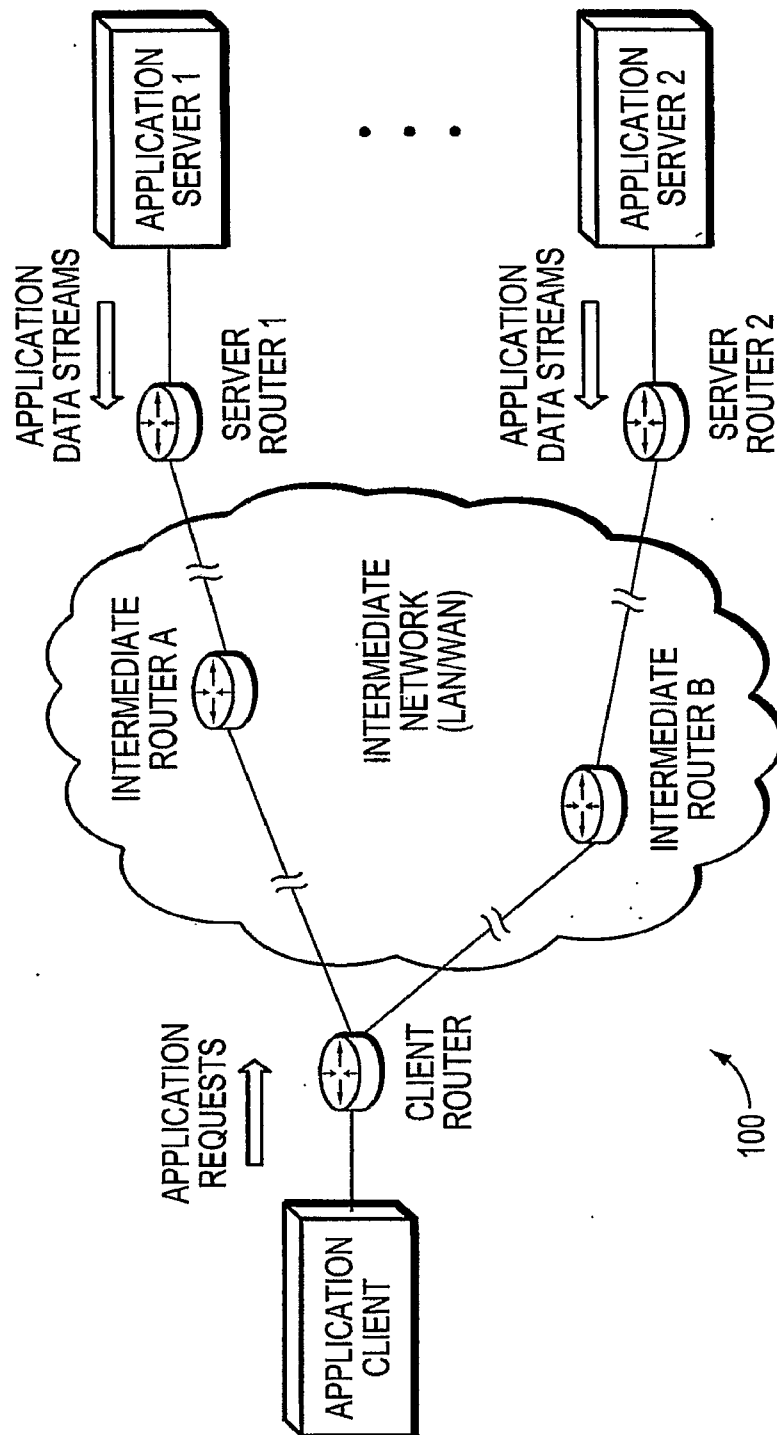 APPLICATION
CLIENT
APPLICATION
REQUESTS
CLIENT
ROUTER
INTERMEDIATE
ROUTER A
INTERMEDIATE
NETWORK
(LAN/WAN)
INTERMEDIATE
ROUTER B
APPLICATION
DATA STREAMS
SERVER
ROUTER 1
APPLICATION
SERVER 1
APPLICATION
DATA STREAMS
SERVER
ROUTER 2
APPLICATION
SERVER 2
100